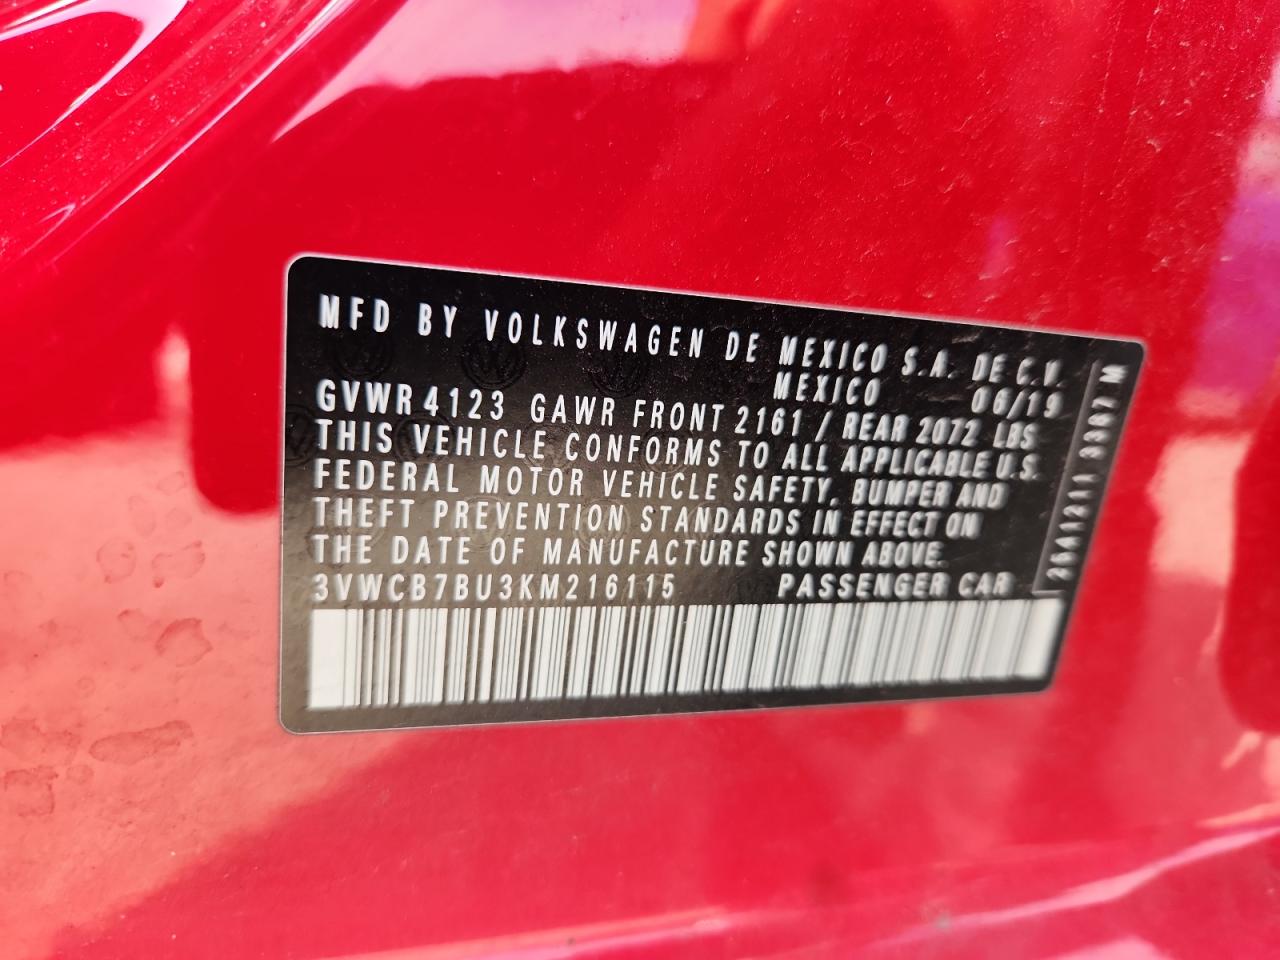 MFD BY VOLKSWAGEN DE MEXICO S.A. DE C.V.
MEXICO 06/19
GVWR 4123 GAWR FRONT 2161 / REAR 2072 LBS
THIS VEHICLE CONFORMS TO ALL APPLICABLE U.S.
FEDERAL MOTOR VEHICLE SAFETY, BUMPER AND
THEFT PREVENTION STANDARDS IN EFFECT ON
THE DATE OF MANUFACTURE SHOWN ABOVE.
3VWCB7BU3KM216115 PASSENGER CAR